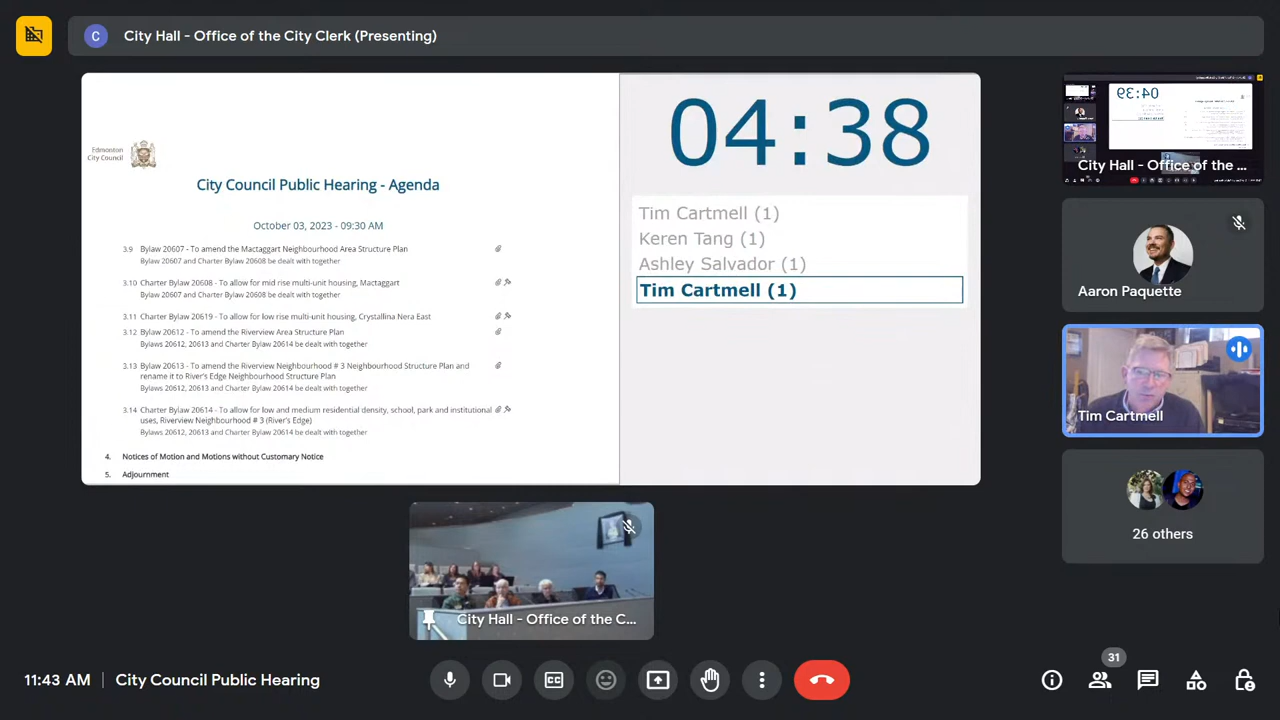 C City Hall - Office of the City Clerk (Presenting)
Edmonton
City Council
City Council Public Hearing - Agenda
October 03, 2023 - 09:30 AM
3.9 Bylaw 20607 - To amend the Mactaggart Neighbourhood Area Structure Plan
Bylaw 20607 and Charter Bylaw 20608 be dealt with together
3.10 Charter Bylaw 20608 - To allow for mid rise multi-unit housing, Mactaggart
Bylaw 20607 and Charter Bylaw 20608 be dealt with together
3.11 Charter Bylaw 20619 - To allow for low rise multi-unit housing, Crystallina Nera East
3.12 Bylaw 20612 - To amend the Riverview Area Structure Plan
Bylaws 20612, 20613 and Charter Bylaw 20614 be dealt with together
3.13 Bylaw 20613 - To amend the Riverview Neighbourhood # 3 Neighbourhood Structure Plan and
rename it to River's Edge Neighbourhood Structure Plan
Bylaws 20612, 20613 and Charter Bylaw 20614 be dealt with together
3.14 Charter Bylaw 20614 - To allow for low and medium residential density, school, park and institutional
uses, Riverview Neighbourhood # 3 (River's Edge)
Bylaws 20612, 20613 and Charter Bylaw 20614 be dealt with together
4. Notices of Motion and Motions without Customary Notice
5. Adjournment
04:38
Tim Cartmell (1)
Keren Tang (1)
Ashley Salvador (1)
Tim Cartmell (1)
04:39
City Hall - Office of the ...
Aaron Paquette
Tim Cartmell
26 others
City Hall - Office of the C...
11:43 AM City Council Public Hearing
CC
31